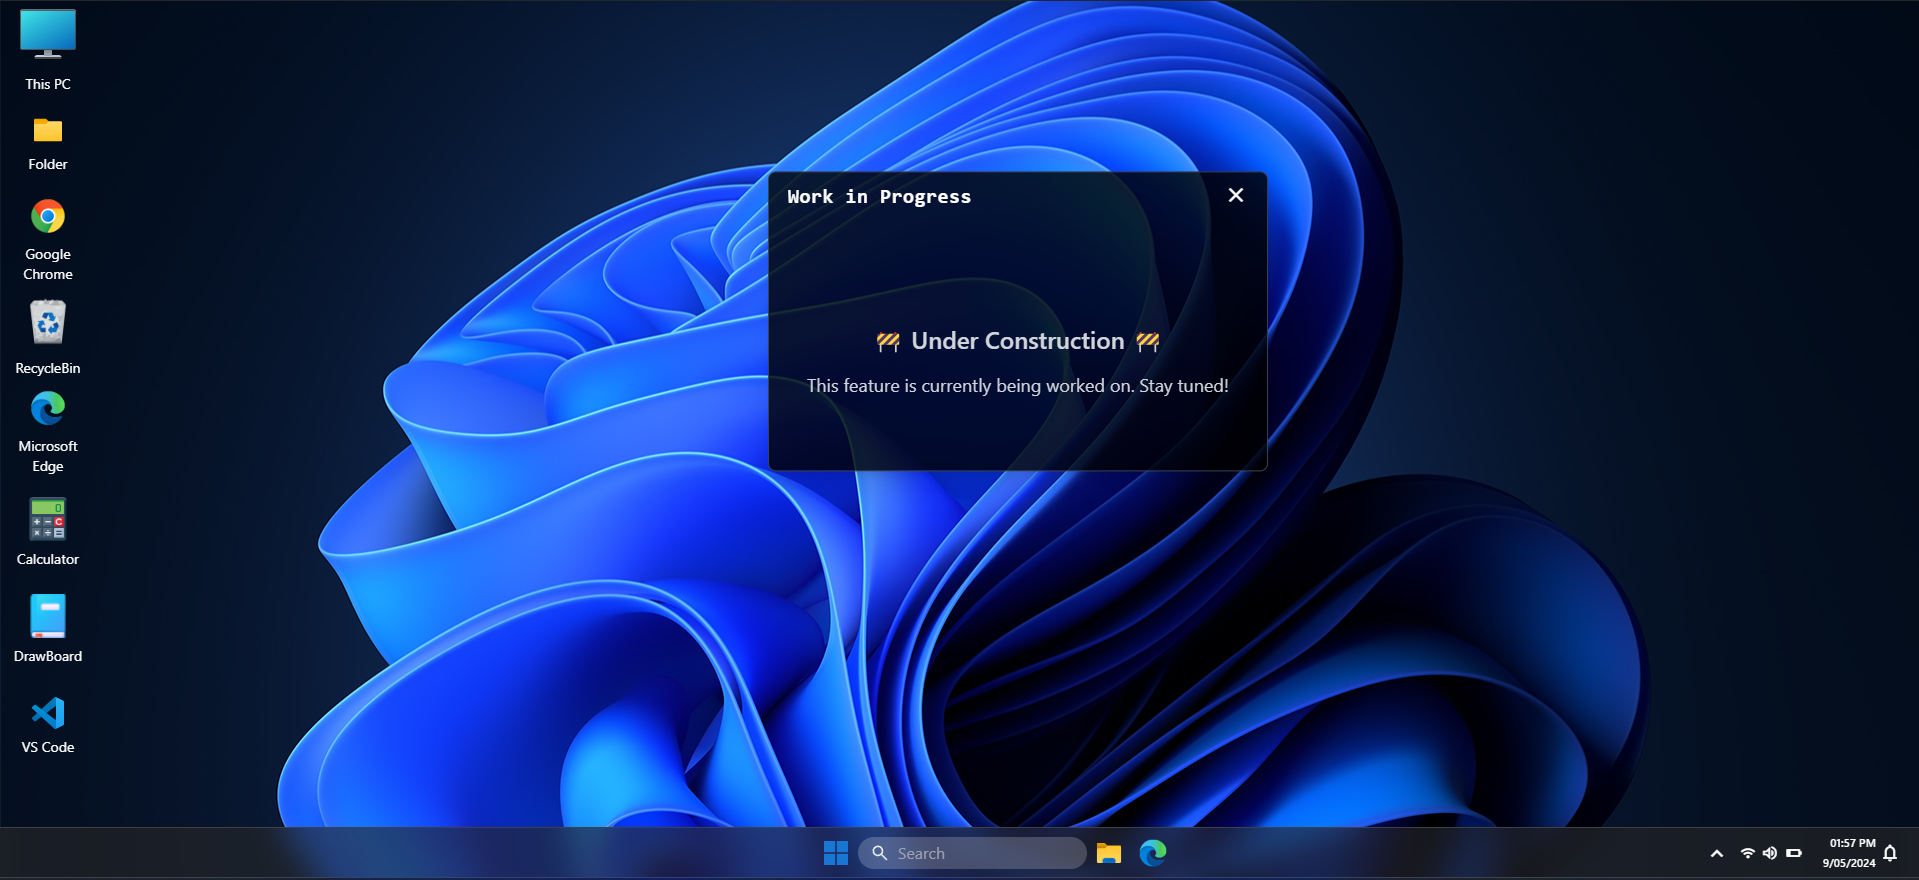 This PC
Folder
Google
Chrome
RecycleBin
Microsoft
Edge
0
C
Calculator
DrawBoard
VS Code
Work in Progress
🚧 Under Construction 🚧
This feature is currently being worked on. Stay tuned!
Search
01:57 PM
9/05/2024